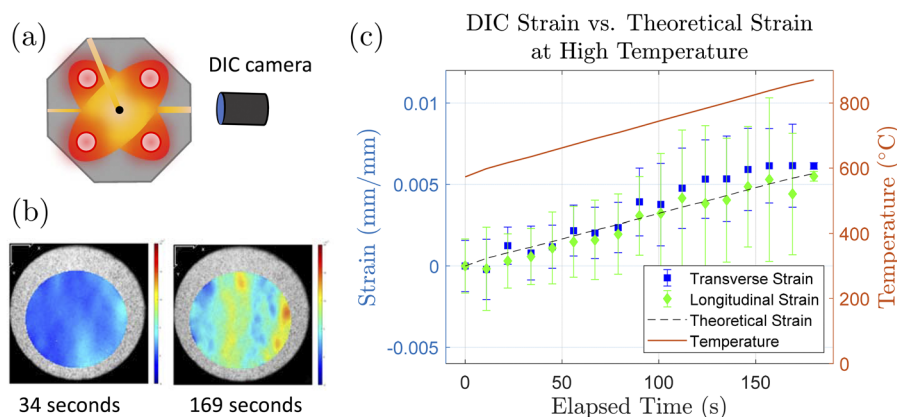 (a)
DIC camera
(b)
34 seconds
169 seconds
(c)
DIC Strain vs. Theoretical Strain
at High Temperature
Strain (mm/mm)
0.01
0.005
0
-0.005
0
50
100
150
Elapsed Time (s)
800
600
400
200
0
Temperature (°C)
Transverse Strain
Longitudinal Strain
Theoretical Strain
Temperature